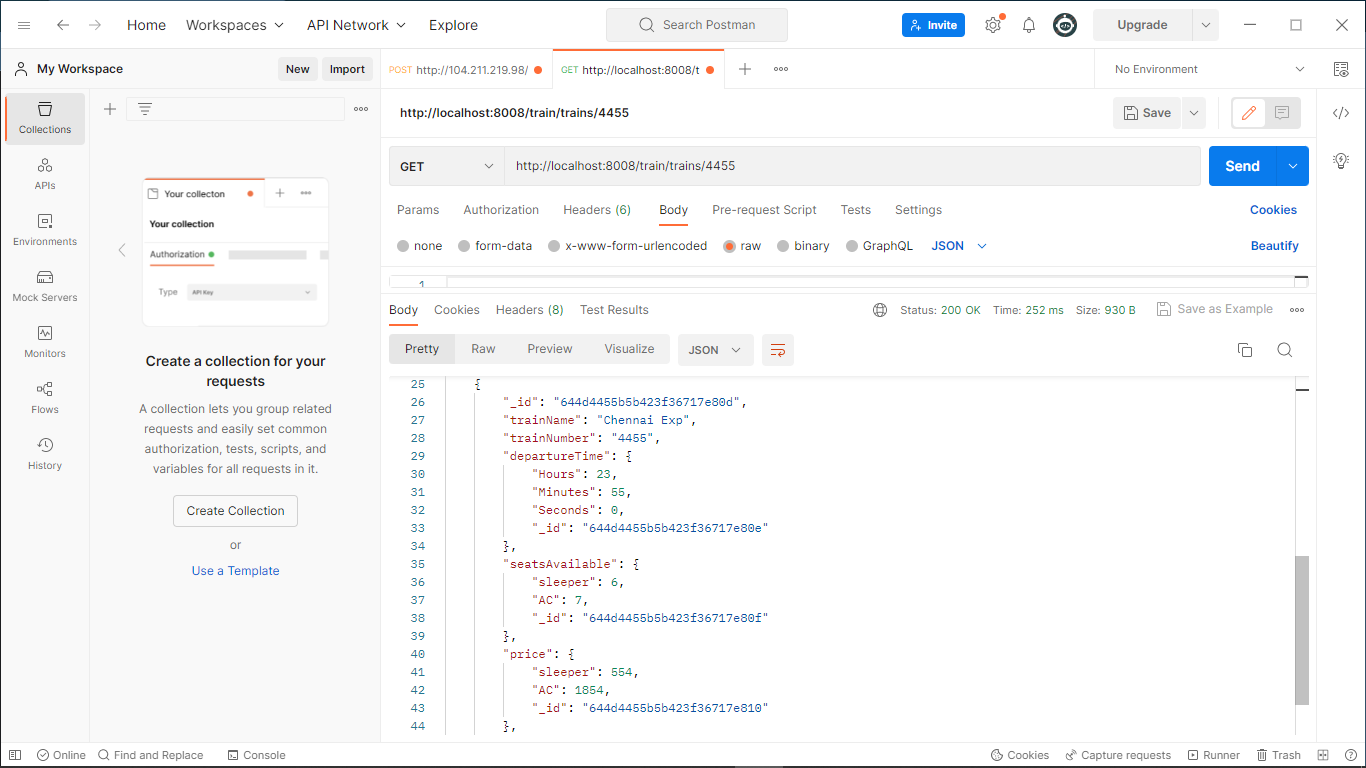 Home Workspaces API Network Explore Search Postman Invite Upgrade
My Workspace New Import
POST http://104.211.219.98/ GET http://localhost:8008/t No Environment
http://localhost:8008/train/trains/4455 Save
GET http://localhost:8008/train/trains/4455 Send
Params Authorization Headers (6) Body Pre-request Script Tests Settings Cookies
none form-data x-www-form-urlencoded raw binary GraphQL JSON Beautify
1
Body Cookies Headers (8) Test Results Status: 200 OK Time: 252 ms Size: 930 B Save as Example
Pretty Raw Preview Visualize JSON
25 {
26 "_id": "644d4455b5b423f36717e80d",
27 "trainName": "Chennai Exp",
28 "trainNumber": "4455",
29 "departureTime": {
30 "Hours": 23,
31 "Minutes": 55,
32 "Seconds": 0,
33 "_id": "644d4455b5b423f36717e80e"
34 },
35 "seatsAvailable": {
36 "sleeper": 6,
37 "AC": 7,
38 "_id": "644d4455b5b423f36717e80f"
39 },
40 "price": {
41 "sleeper": 554,
42 "AC": 1854,
43 "_id": "644d4455b5b423f36717e810"
44 },
Collections
APIs
Environments
Mock Servers
Monitors
Flows
History
Your collecton
Your collection
Authorization
Type API Key
Create a collection for your
requests
A collection lets you group related
requests and easily set common
authorization, tests, scripts, and
variables for all requests in it.
Create Collection
or
Use a Template
Online Find and Replace Console Cookies Capture requests Runner Trash